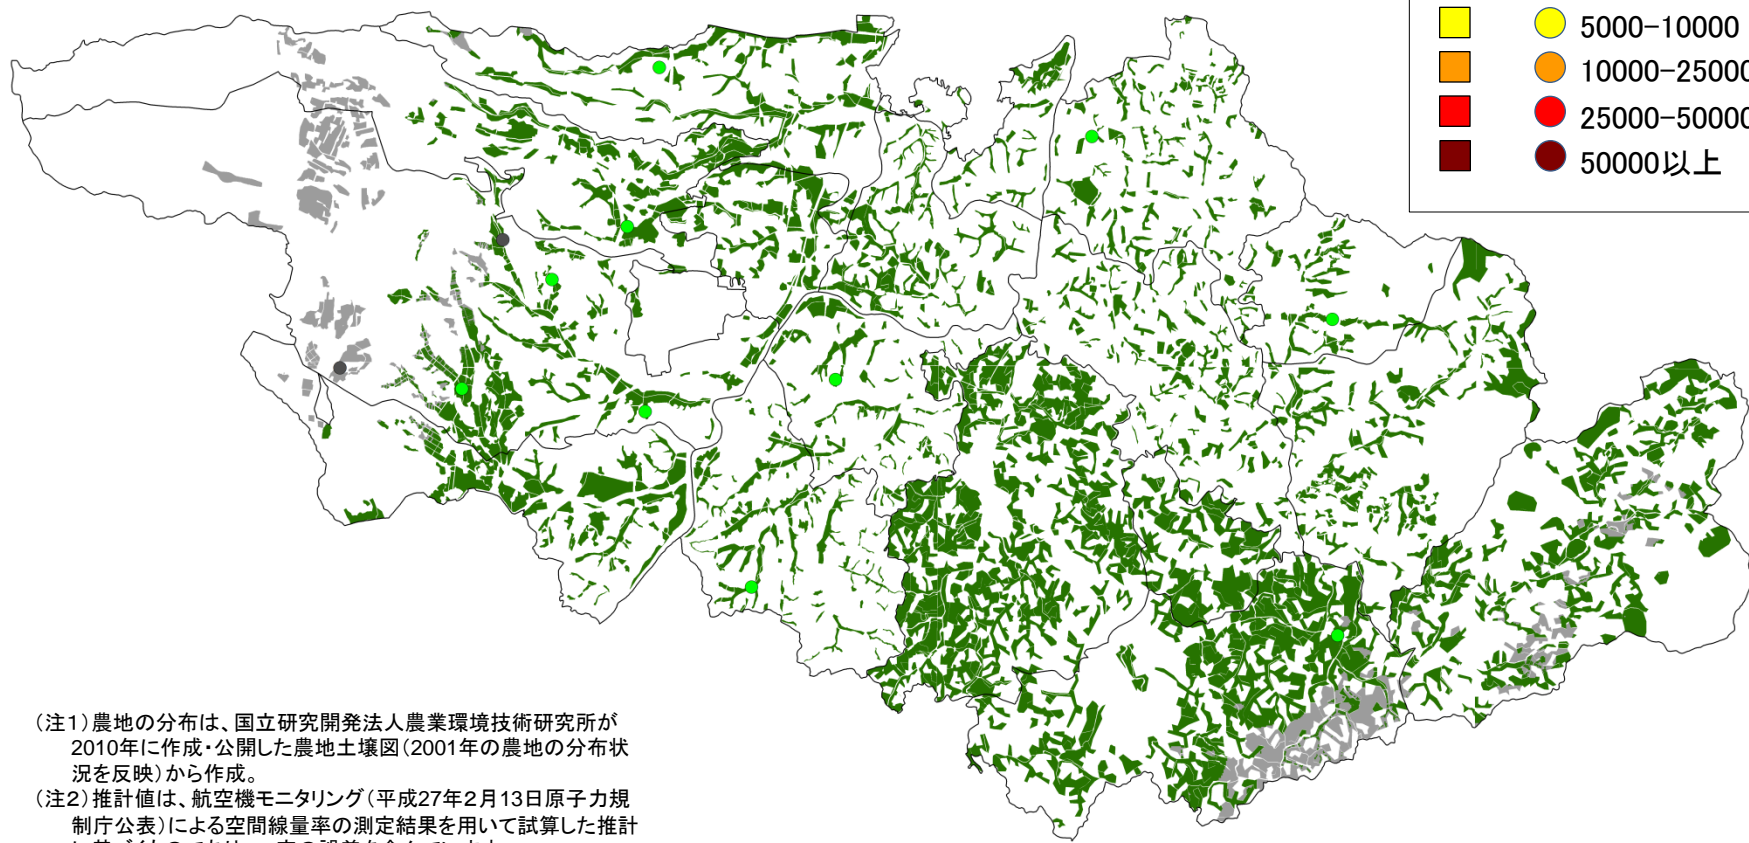 5000-10000
10000-25000
25000-50000
50000以上
（注1）農地の分布は、国立研究開発法人農業環境技術研究所が
2010年に作成・公開した農地土壌図（2001年の農地の分布状
況を反映）から作成。
（注2）推計値は、航空機モニタリング（平成27年2月13日原子力規
制庁公表）による空間線量率の測定結果を用いて試算した推計